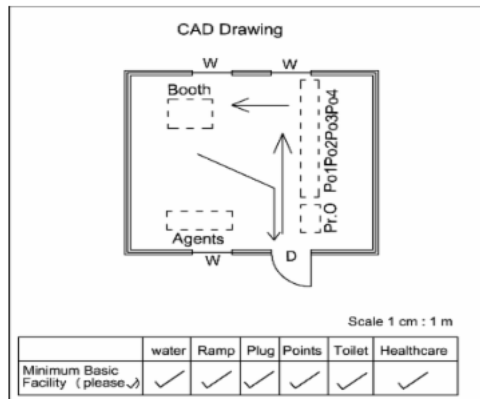 CAD Drawing
W W
Booth
Po1Po2Po3Po4
Pr.O
Agents
W
D
Scale 1 cm : 1 m
water Ramp Plug Points Toilet Healthcare
Minimum Basic
Facility (please ✓) ✓ ✓ ✓ ✓ ✓ ✓